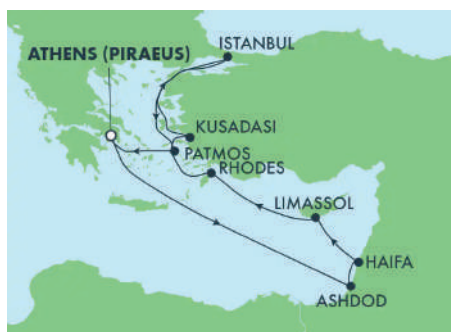 ISTANBUL
ATHENS (PIRAEUS)
KUSADASI
PATMOS
RHODES
LIMASSOL
HAIFA
ASHDOD